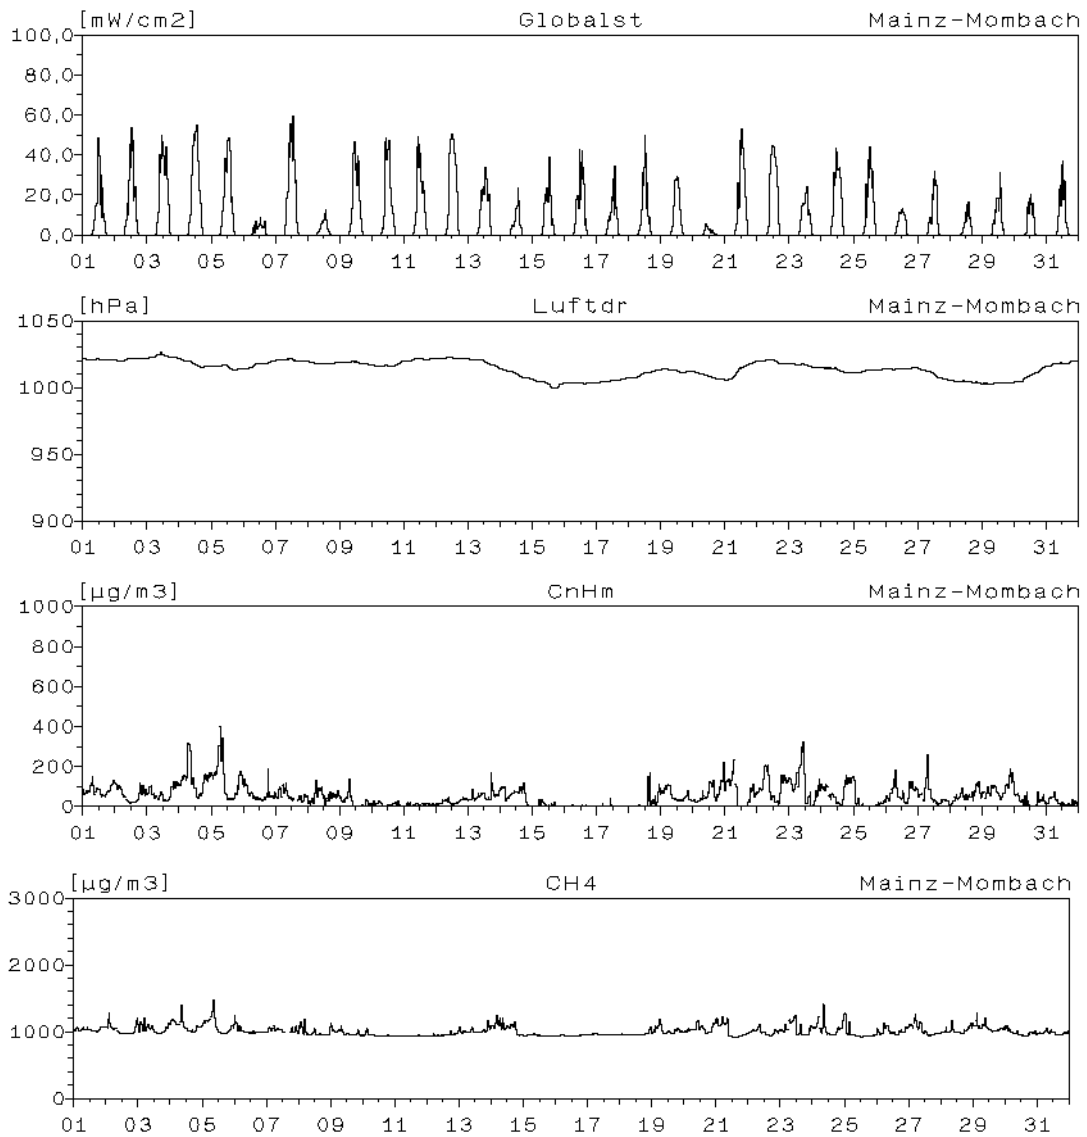 [mW/cm2] Globalst Mainz-Mombach
100,0
80,0
60,0
40,0
20,0
0,0
01 03 05 07 09 11 13 15 17 19 21 23 25 27 29 31
[hPa] Luftdr Mainz-Mombach
1050
1000
950
900
01 03 05 07 09 11 13 15 17 19 21 23 25 27 29 31
[µg/m3] CnHm Mainz-Mombach
1000
800
600
400
200
0
01 03 05 07 09 11 13 15 17 19 21 23 25 27 29 31
[µg/m3] CH4 Mainz-Mombach
3000
2000
1000
0
01 03 05 07 09 11 13 15 17 19 21 23 25 27 29 31